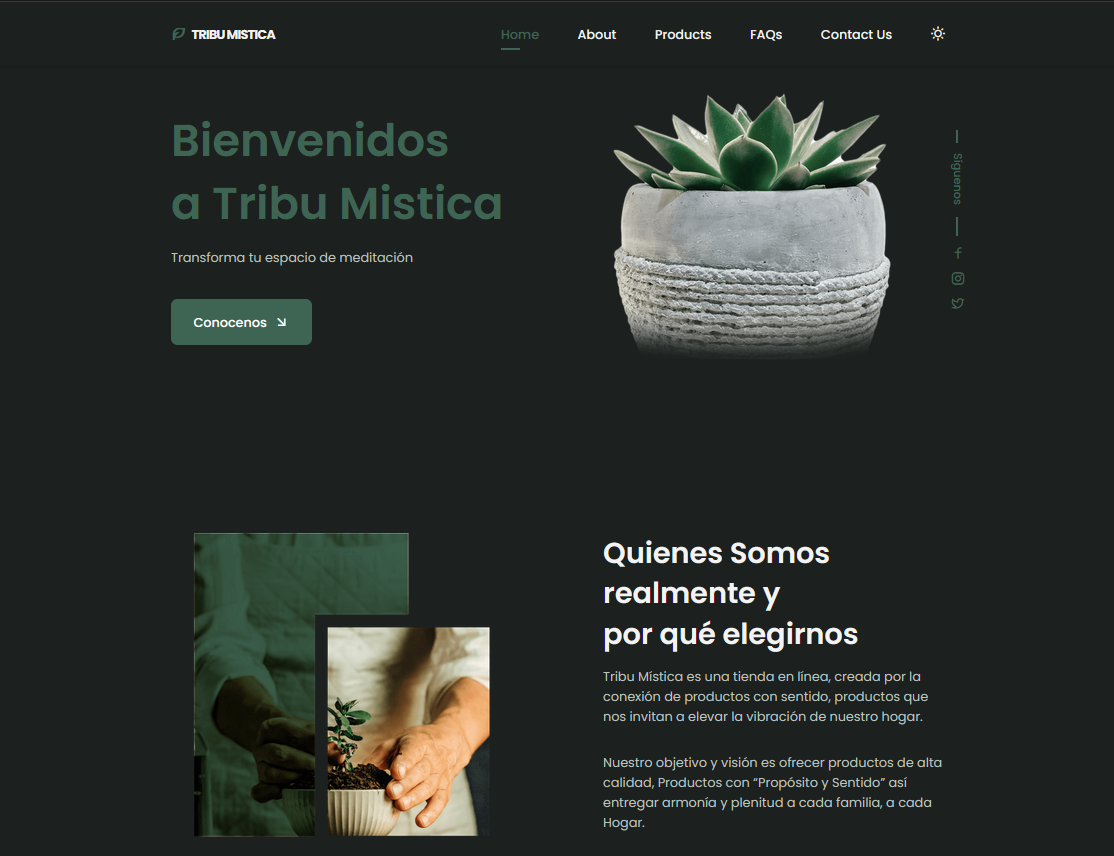 TRIBU MISTICA
Home
About
Products
FAQs
Contact Us
Bienvenidos
a Tribu Mistica
Transforma tu espacio de meditación
Conocenos
Siguenos
Quienes Somos
realmente y
por qué elegirnos
Tribu Mística es una tienda en línea, creada por la
conexión de productos con sentido, productos que
nos invitan a elevar la vibración de nuestro hogar.
Nuestro objetivo y visión es ofrecer productos de alta
calidad, Productos con “Propósito y Sentido” así
entregar armonía y plenitud a cada familia, a cada
Hogar.